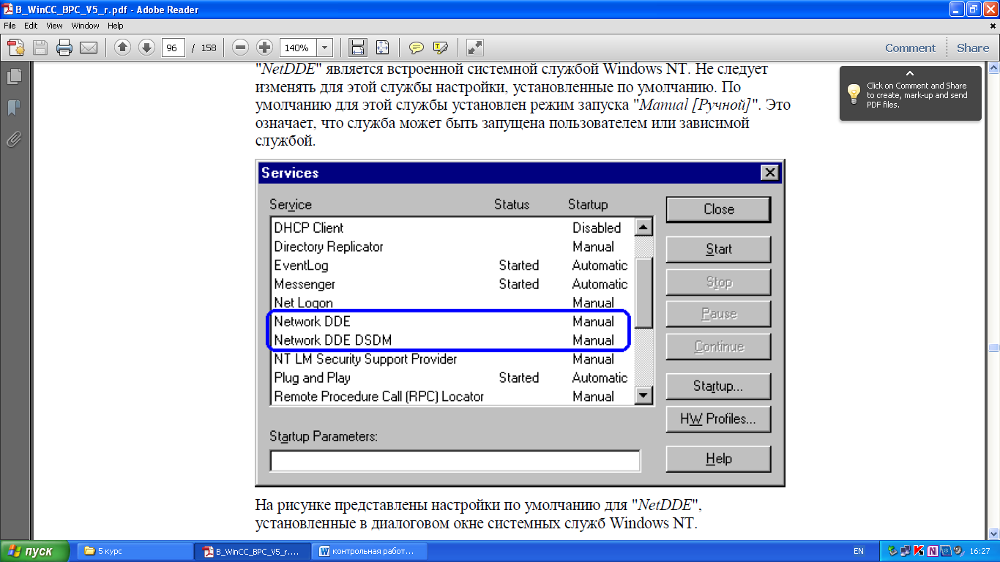 B_WinCC_BPC_V5_r.pdf - Adobe Reader
File Edit View Window Help
96 / 158 140% Comment Share
"NetDDE" является встроенной системной службой Windows NT. Не следует
изменять для этой службы настройки, установленные по умолчанию. По
умолчанию для этой службы установлен режим запуска "Manual [Ручной]". Это
означает, что служба может быть запущена пользователем или зависимой
службой.
Click on Comment and Share
to create, mark-up and send
PDF files.
Services
Service Status Startup
DHCP Client Disabled
Directory Replicator Manual
EventLog Started Automatic
Messenger Started Automatic
Net Logon Manual
Network DDE Manual
Network DDE DSDM Manual
NT LM Security Support Provider Manual
Plug and Play Started Automatic
Remote Procedure Call (RPC) Locator Manual
Startup Parameters:
Close
Start
Stop
Pause
Continue
Startup...
HW Profiles...
Help
На рисунке представлены настройки по умолчанию для "NetDDE",
установленные в диалоговом окне системных служб Windows NT.
пуск 5 курс B_WinCC_BPC_V5_r.... контрольная работ... EN 16:27